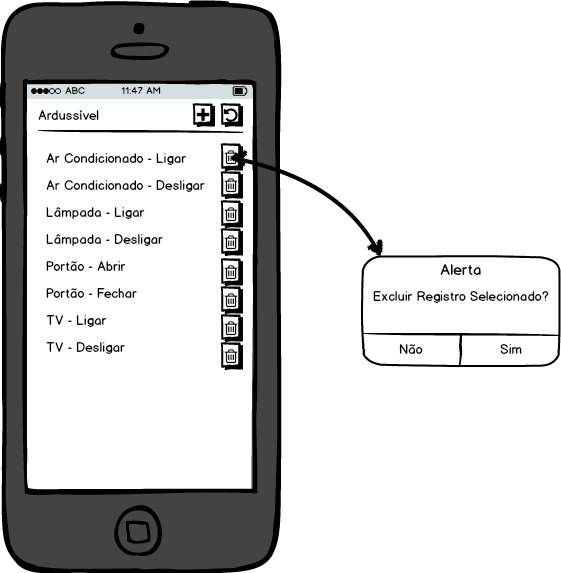 ABC 11:47 AM
Ardussível
Ar Condicionado - Ligar
Ar Condicionado - Desligar
Lâmpada - Ligar
Lâmpada - Desligar
Portão - Abrir
Portão - Fechar
TV - Ligar
TV - Desligar
Alerta
Excluir Registro Selecionado?
Não Sim